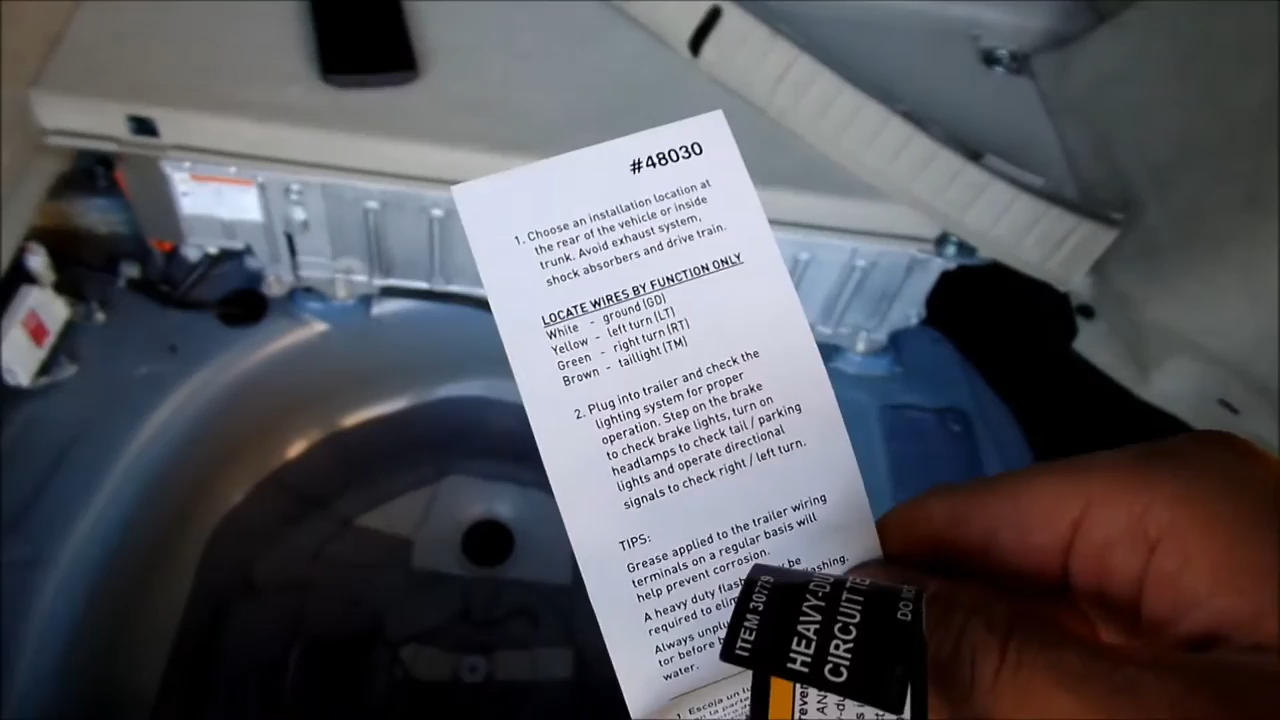 #48030
1. Choose an installation location at
the rear of the vehicle or inside
trunk. Avoid exhaust system,
shock absorbers and drive train.
LOCATE WIRES BY FUNCTION ONLY
White - ground (GD)
Yellow - left turn (LT)
Green - right turn (RT)
Brown - taillight (TM)
2. Plug into trailer and check the
lighting system for proper
operation. Step on the brake
to check brake lights, turn on
headlamps to check tail / parking
lights and operate directional
signals to check right / left turn.
TIPS:
Grease applied to the trailer wiring
terminals on a regular basis will
help prevent corrosion.
A heavy duty be
required to
Always
before
water.
1. Escoja un
ITEM 30779
HEAVY-DU
CIRCUIT TE
DO